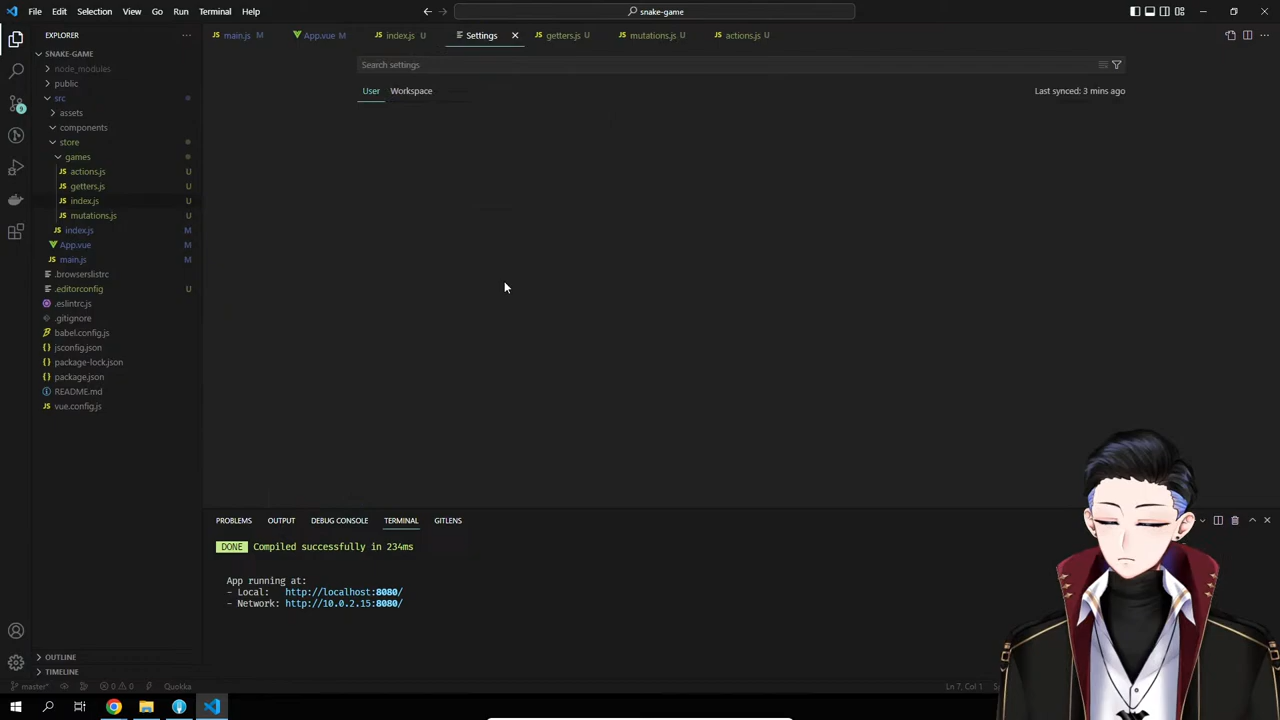 File Edit Selection View Go Run Terminal Help
snake-game
EXPLORER
main.js M
App.vue M
index.js U
Settings
getters.js U
mutations.js U
actions.js U
SNAKE-GAME
node_modules
public
src
assets
components
store
games
actions.js U
getters.js U
index.js U
mutations.js U
index.js M
App.vue M
main.js M
.browserslistrc
.editorconfig U
.eslintrc.js
.gitignore
babel.config.js
jsconfig.json
package-lock.json
package.json
README.md
vue.config.js
OUTLINE
TIMELINE
Search settings
User Workspace
Last synced: 3 mins ago
PROBLEMS OUTPUT DEBUG CONSOLE TERMINAL GITLENS
DONE Compiled successfully in 234ms
App running at:
- Local: http://localhost:8080/
- Network: http://10.0.2.15:8080/
master* 0 0 Quokka
Ln 7, Col 1